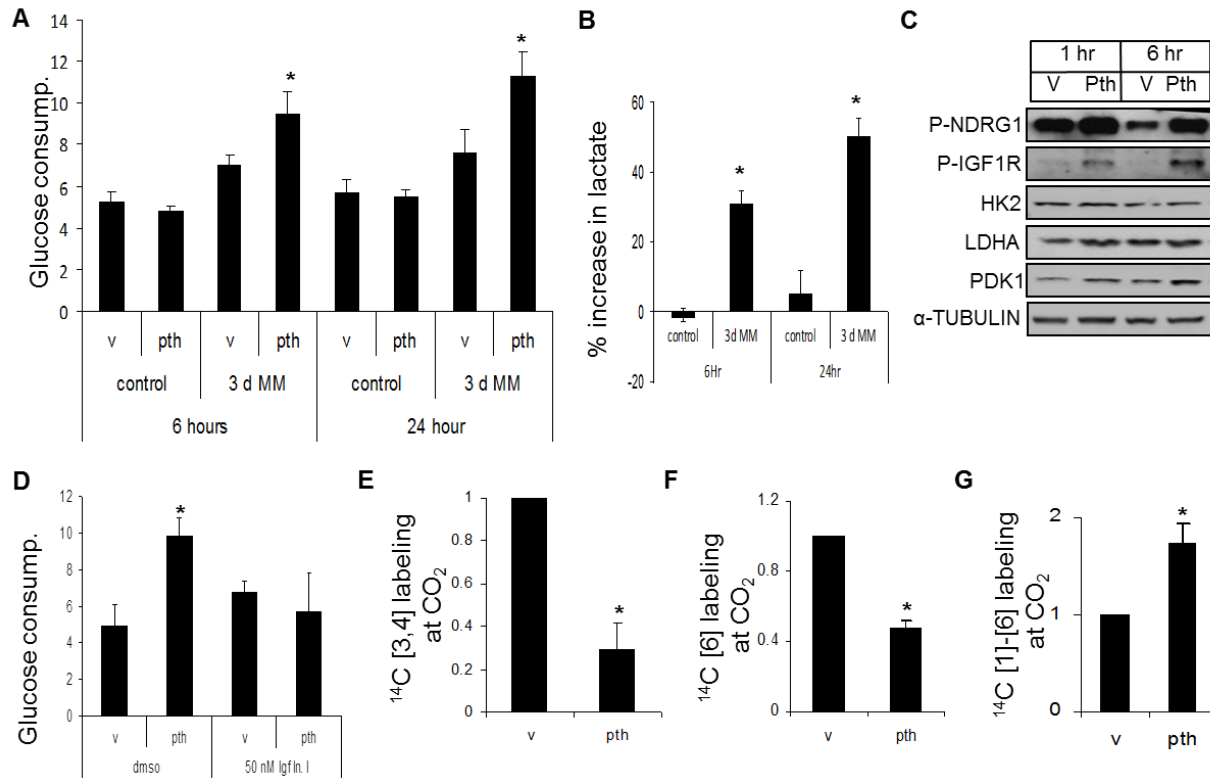 A
Glucose consump.
14
12
10
8
6
4
2
0
*
*
v
pth
v
pth
v
pth
v
pth
control
3 d MM
control
3 d MM
6 hours
24 hour
B
% increase in lactate
60
40
20
0
-20
*
*
control
3d MM
control
3 d MM
6Hr
24hr
C
1 hr
6 hr
V
Pth
V
Pth
P-NDRG1
P-IGF1R
HK2
LDHA
PDK1
α-TUBULIN
D
Glucose consump.
12
10
8
6
4
2
0
*
v
pth
v
pth
dmso
50 nM Igf In. I
E
¹⁴C [3,4] labeling
at CO₂
1
0.8
0.6
0.4
0.2
0
*
v
pth
F
¹⁴C [6] labeling
at CO₂
1.2
0.8
0.4
0
*
v
pth
G
¹⁴C [1]-[6] labeling
at CO₂
2
1
0
*
v
pth